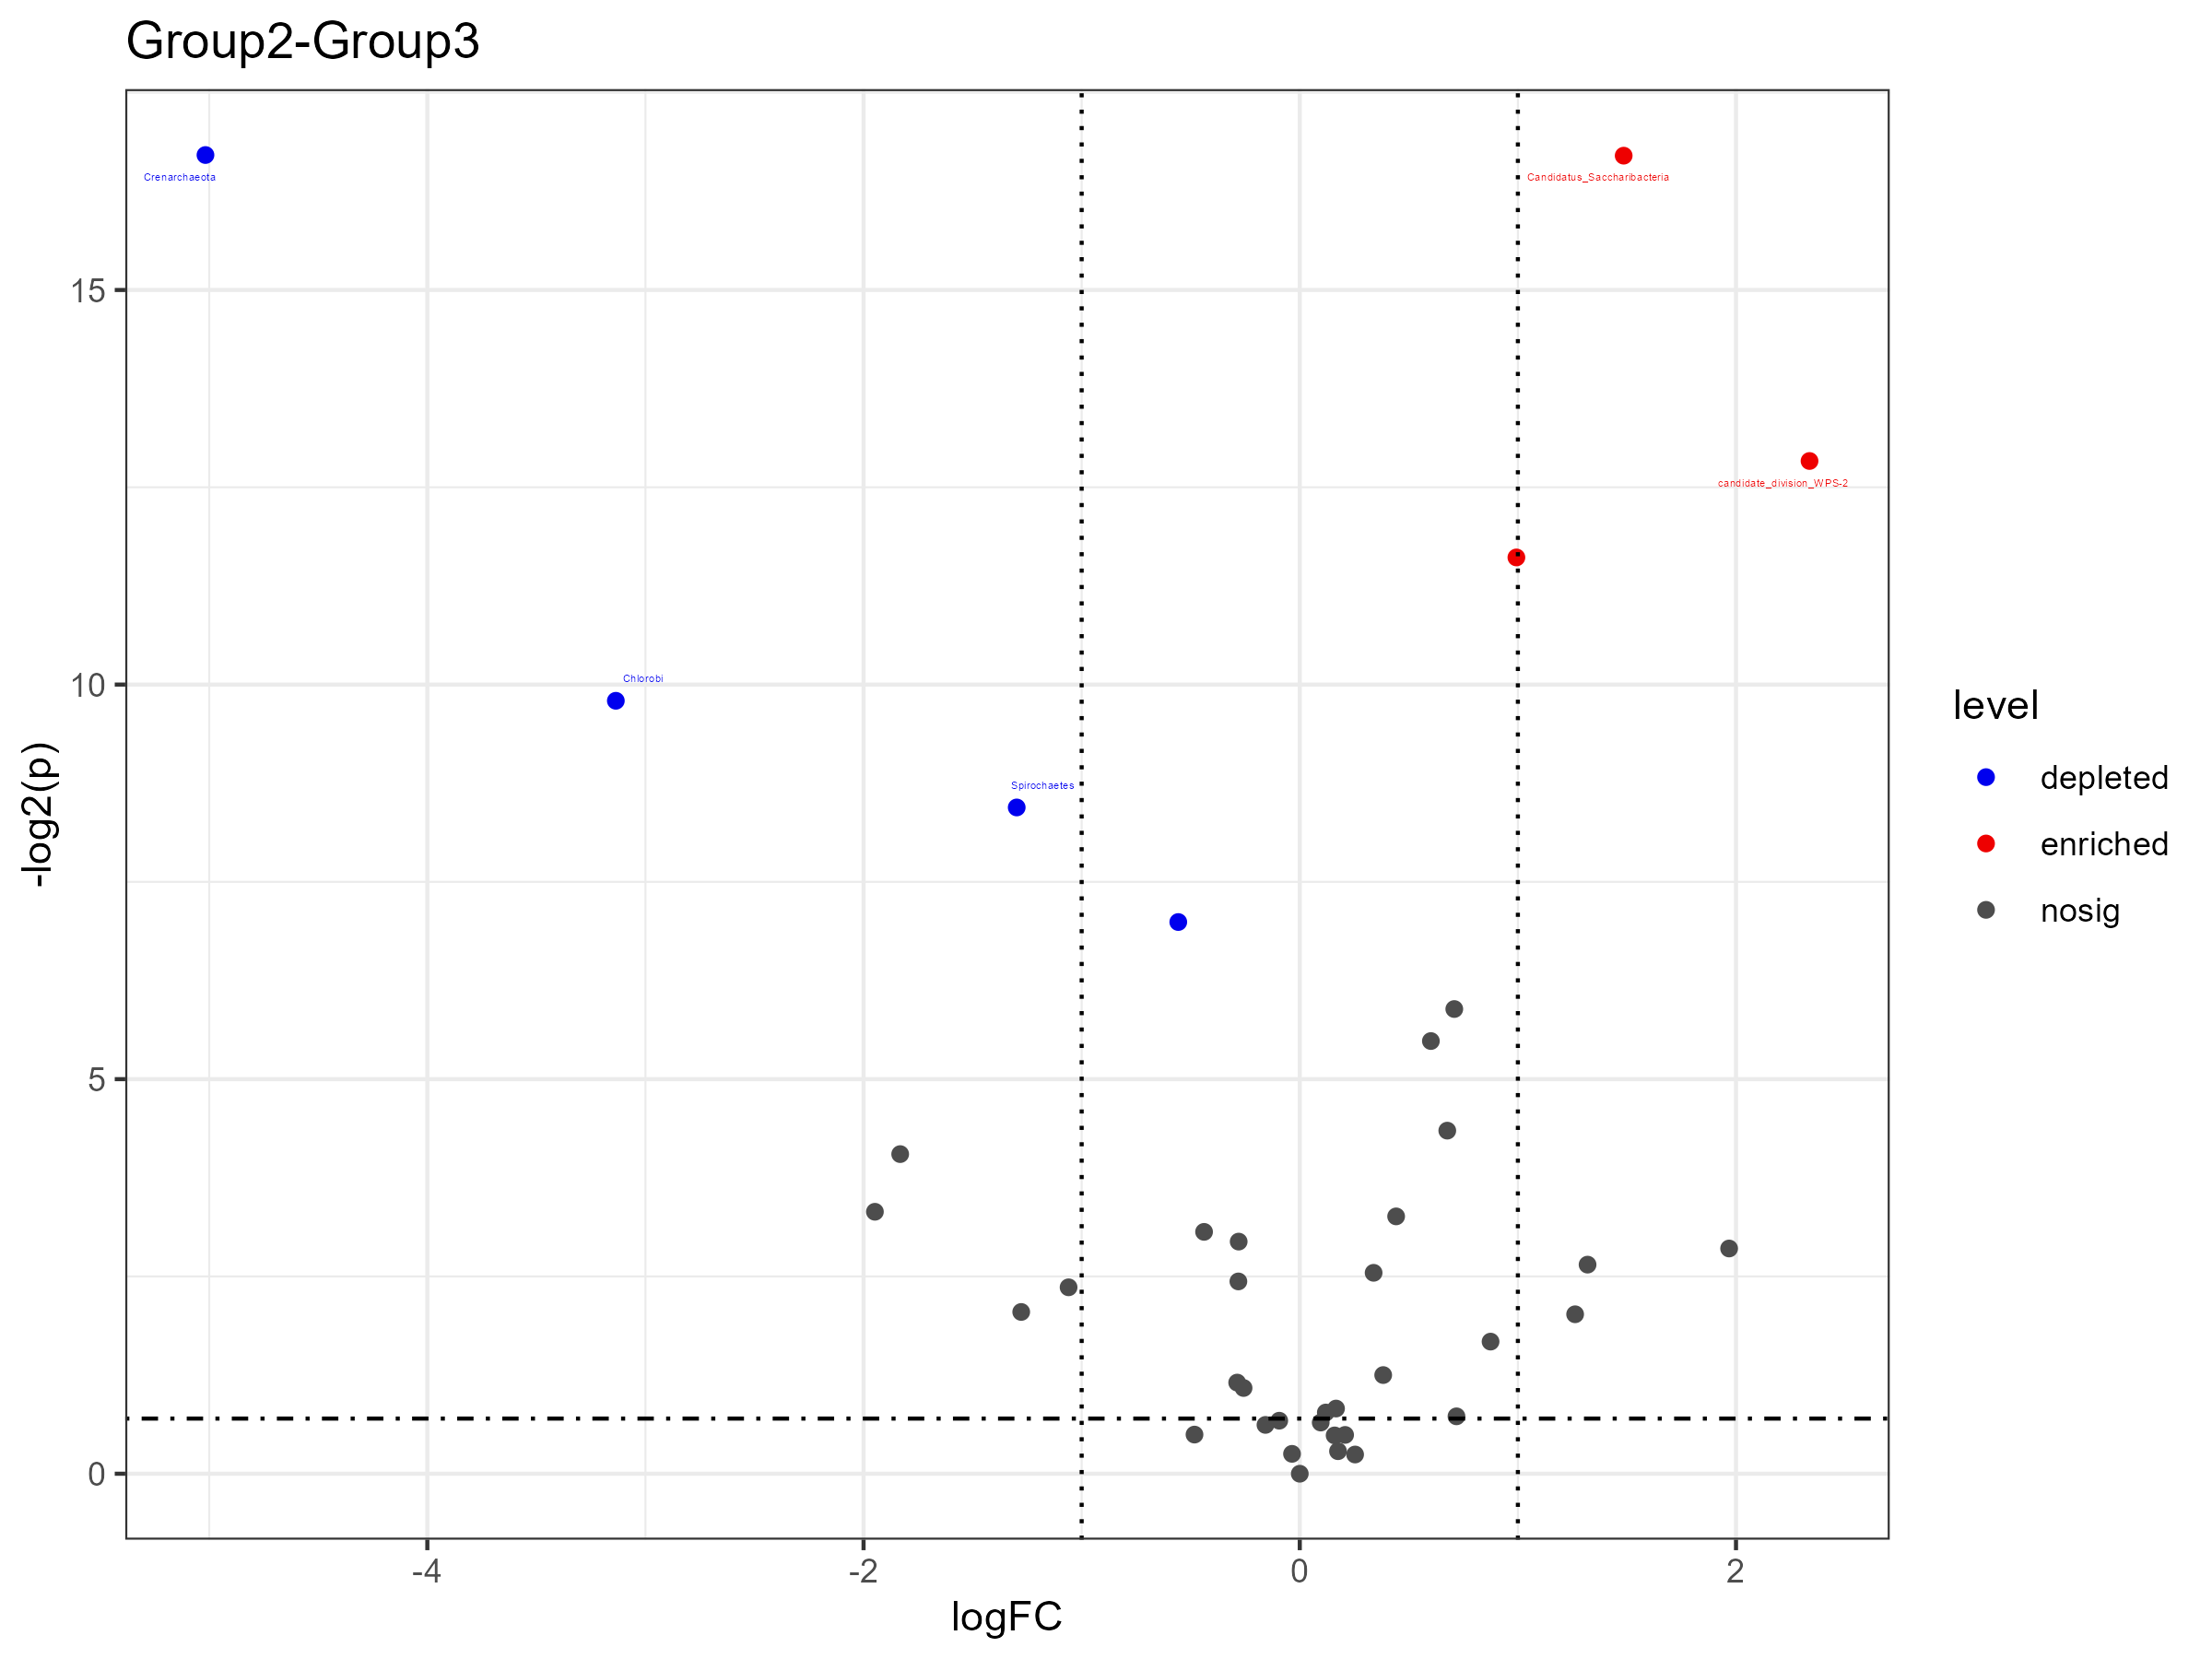 Group2-Group3
Crenarchaeota
Candidatus_Saccharibacteria
15
candidate_division_WPS-2
10
Chlorobi
Spirochaetes
5
0
-log2(p)
-4
-2
0
2
logFC
level
depleted
enriched
nosig